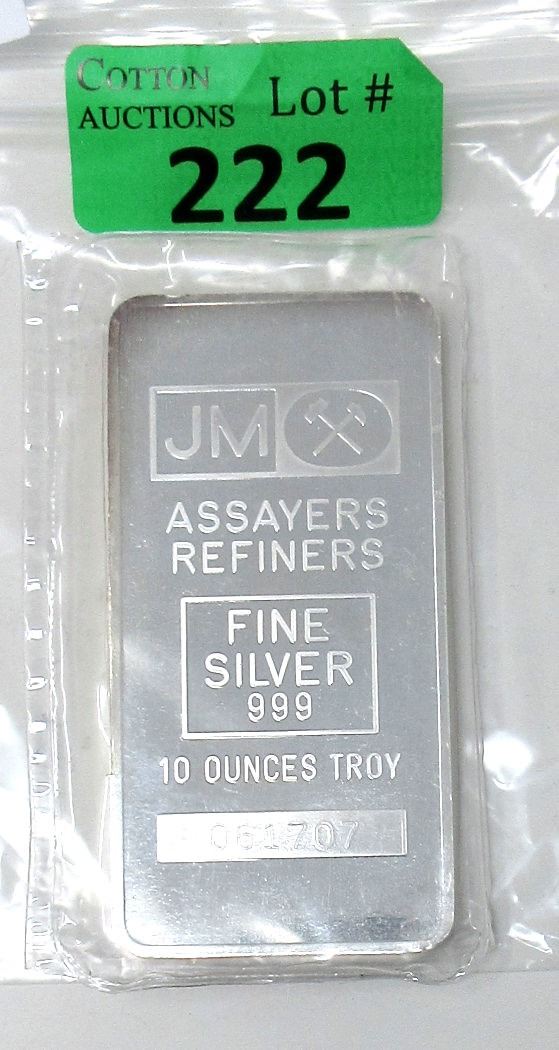 COTTON
AUCTIONS
Lot #
222
JM
ASSAYERS
REFINERS
FINE
SILVER
999
10 OUNCES TROY
061707